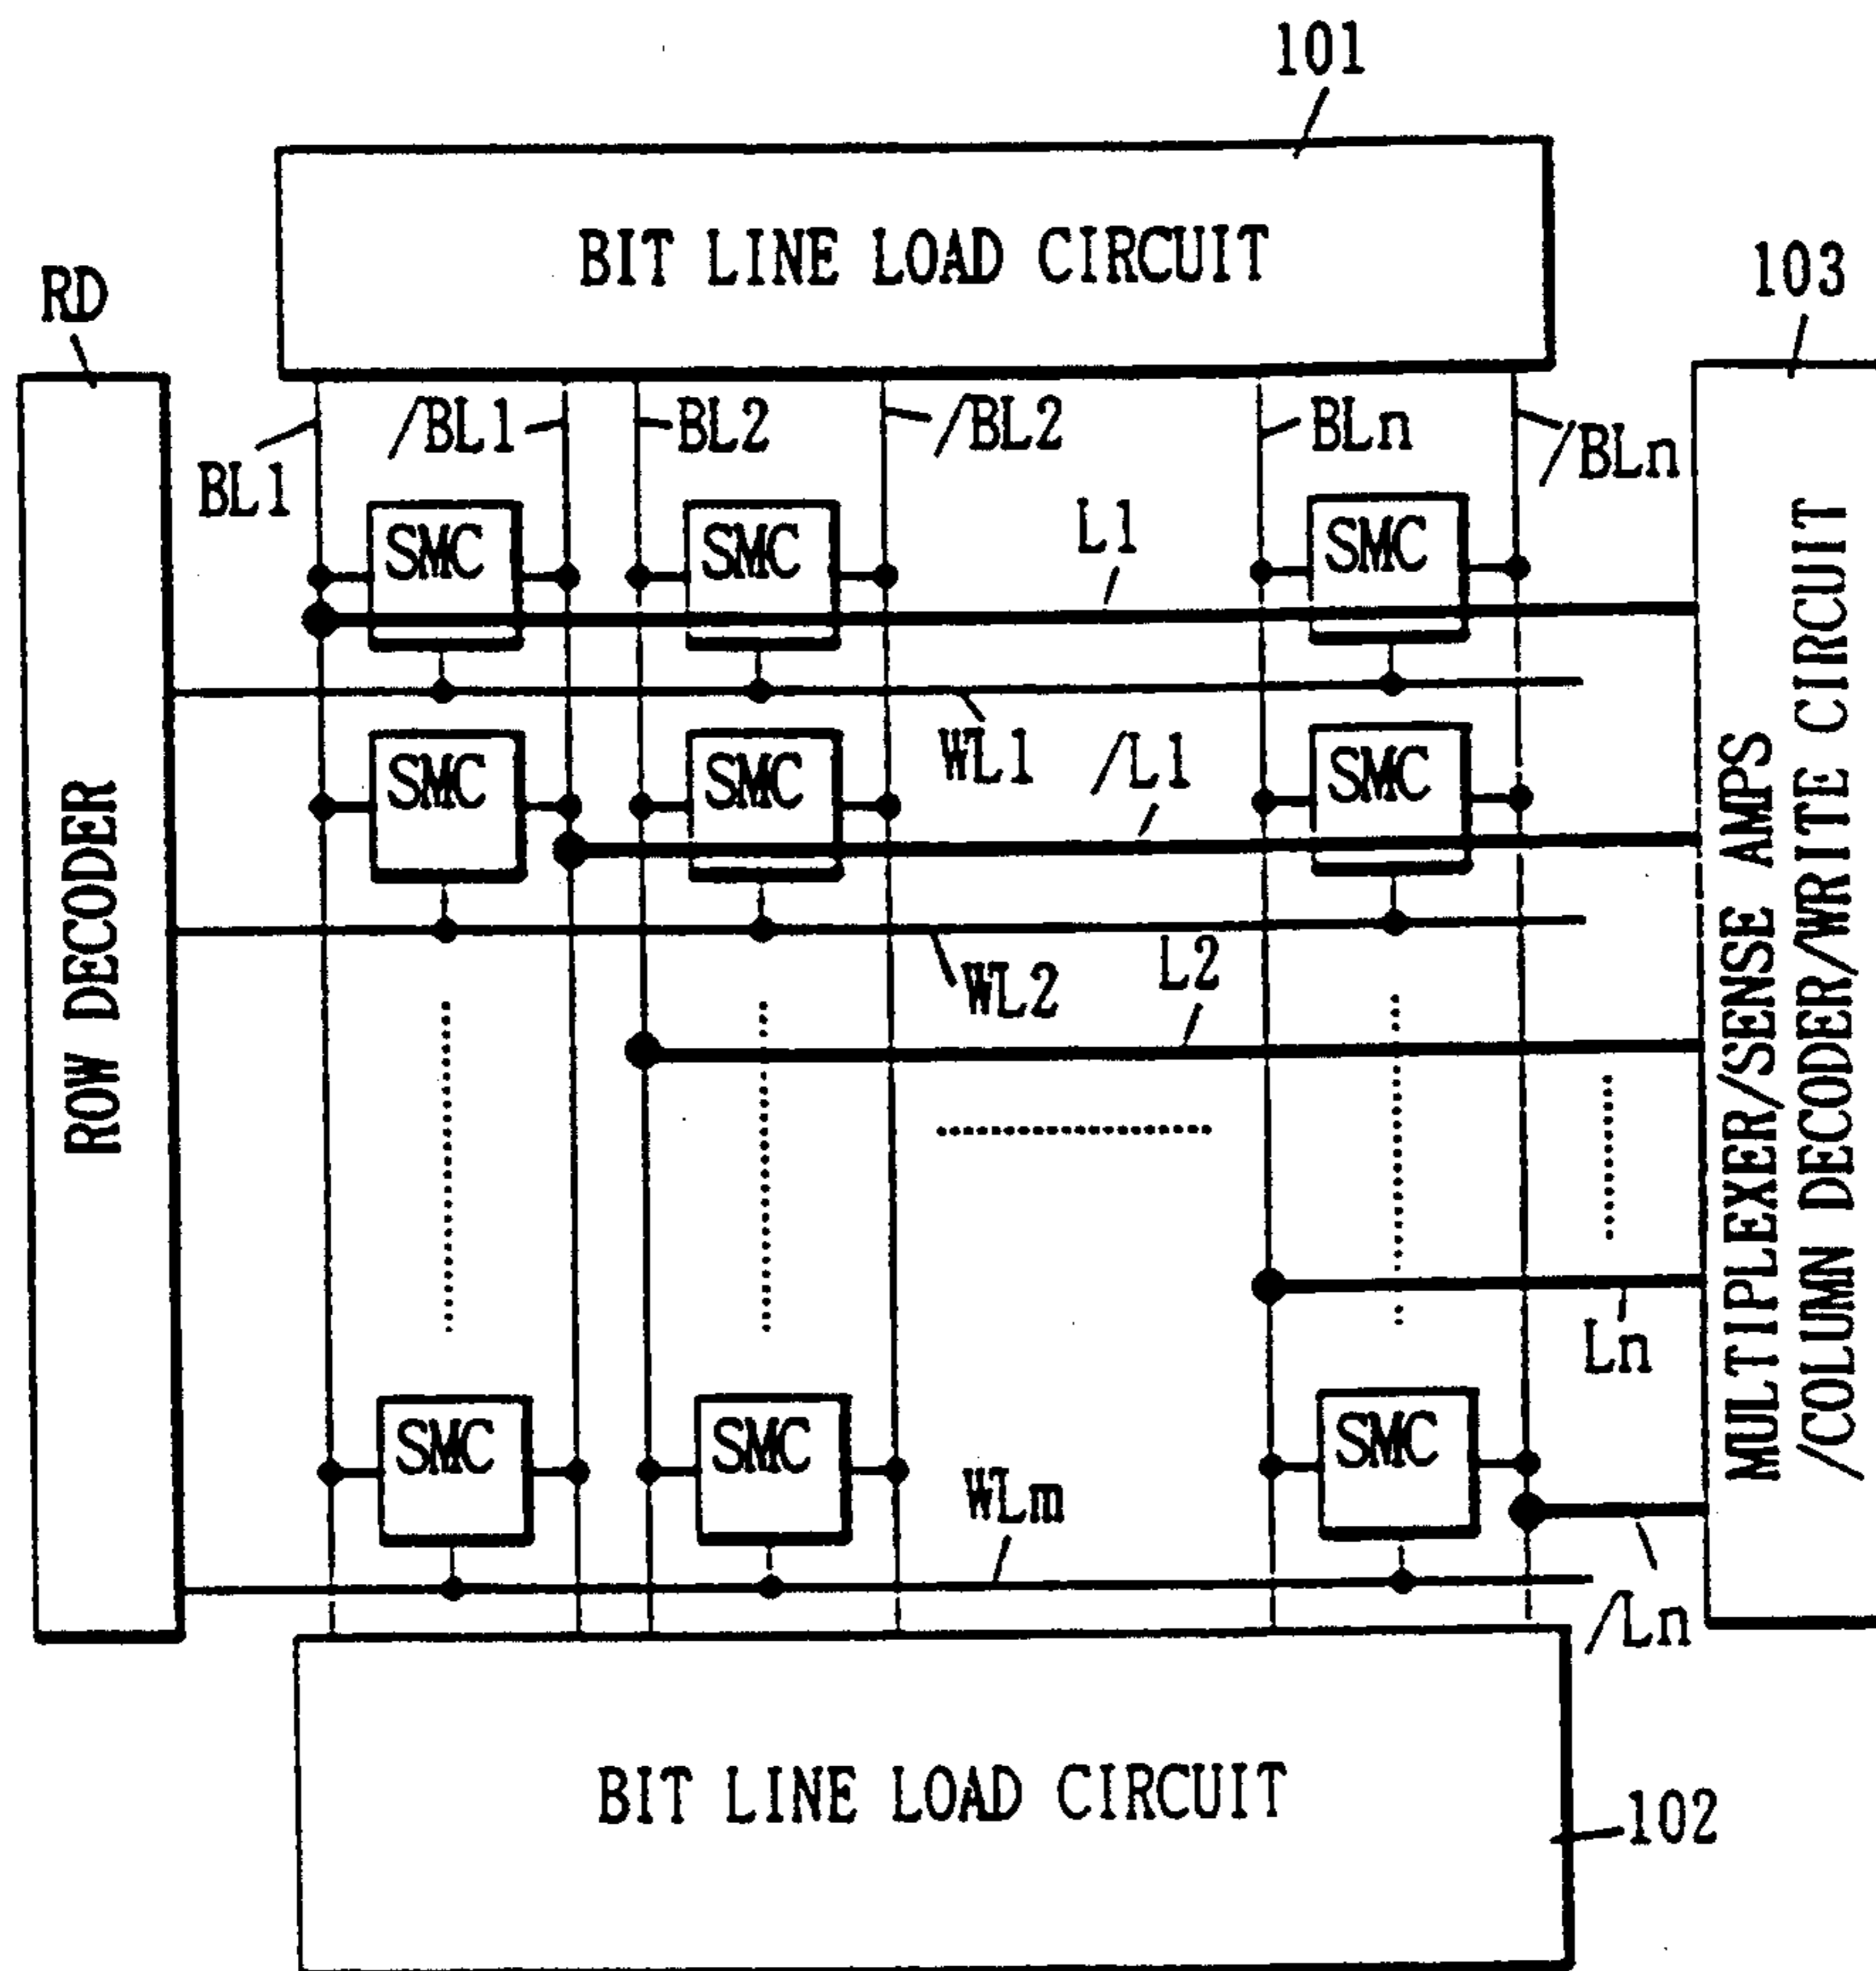 101
BIT LINE LOAD CIRCUIT
RD
103
/BL1
BL2
/BL2
BLn
/BLn
BL1
SMC
SMC
SMC
L1
WL1
SMC
SMC
SMC
/L1
WL2
L2
ROW DECODER
MULTIPLEXER/SENSE AMPS
/COLUMN DECODER/WRITE CIRCUIT
Ln
SMC
SMC
SMC
WLm
/Ln
BIT LINE LOAD CIRCUIT
102